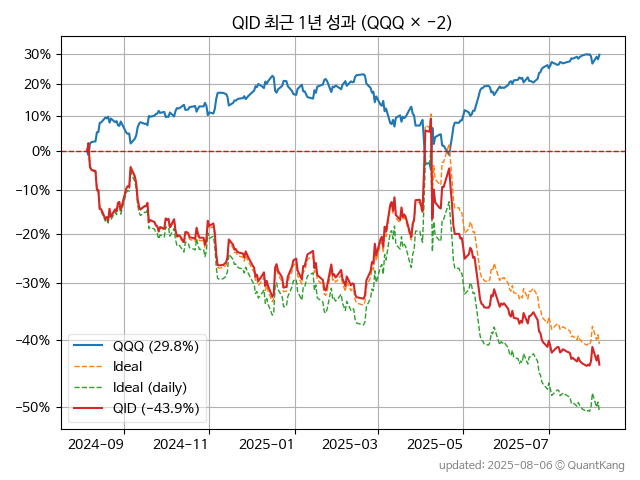 QID 최근 1년 성과 (QQQ × −2)
30%
20%
10%
0%
−10%
−20%
−30%
−40%
−50%
QQQ (29.8%)
Ideal
Ideal (daily)
QID (−43.9%)
2024-09 2024-11 2025-01 2025-03 2025-05 2025-07
updated: 2025-08-06 © QuantKang